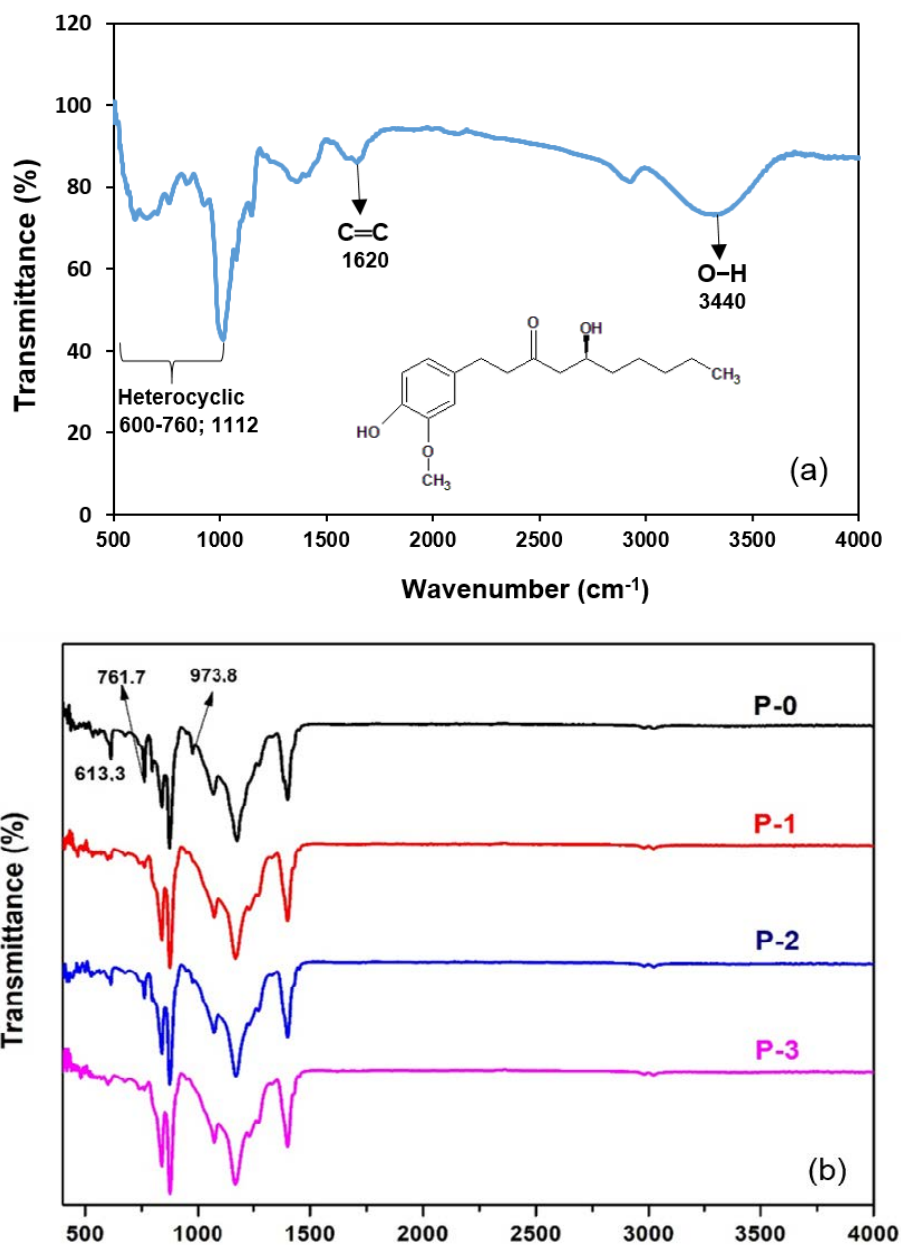 120
100
80
60
40
20
0
Transmittance (%)
C=C
1620
O–H
3440
Heterocyclic
600-760; 1112
O
OH
CH3
HO
O
CH3
(a)
500 1000 1500 2000 2500 3000 3500 4000
Wavenumber (cm-1)
761.7 973.8
613.3
P-0
P-1
P-2
P-3
Transmittance (%)
(b)
500 1000 1500 2000 2500 3000 3500 4000